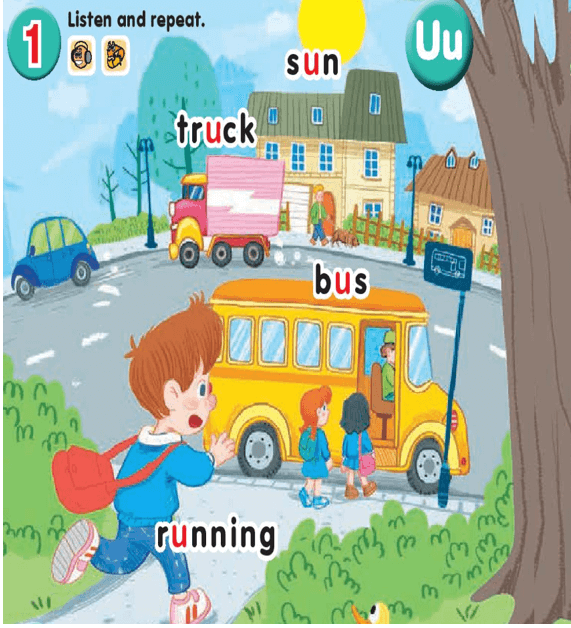 1 Listen and repeat.
Uu
sun
truck
bus
running